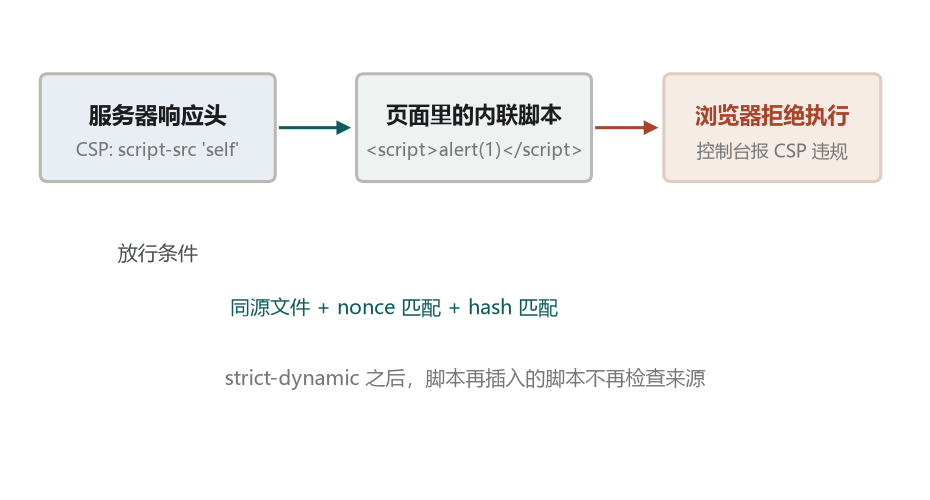 服务器响应头
CSP: script-src 'self'
页面里的内联脚本
<script>alert(1)</script>
浏览器拒绝执行
控制台报 CSP 违规
放行条件
同源文件 + nonce 匹配 + hash 匹配
strict-dynamic 之后，脚本再插入的脚本不再检查来源